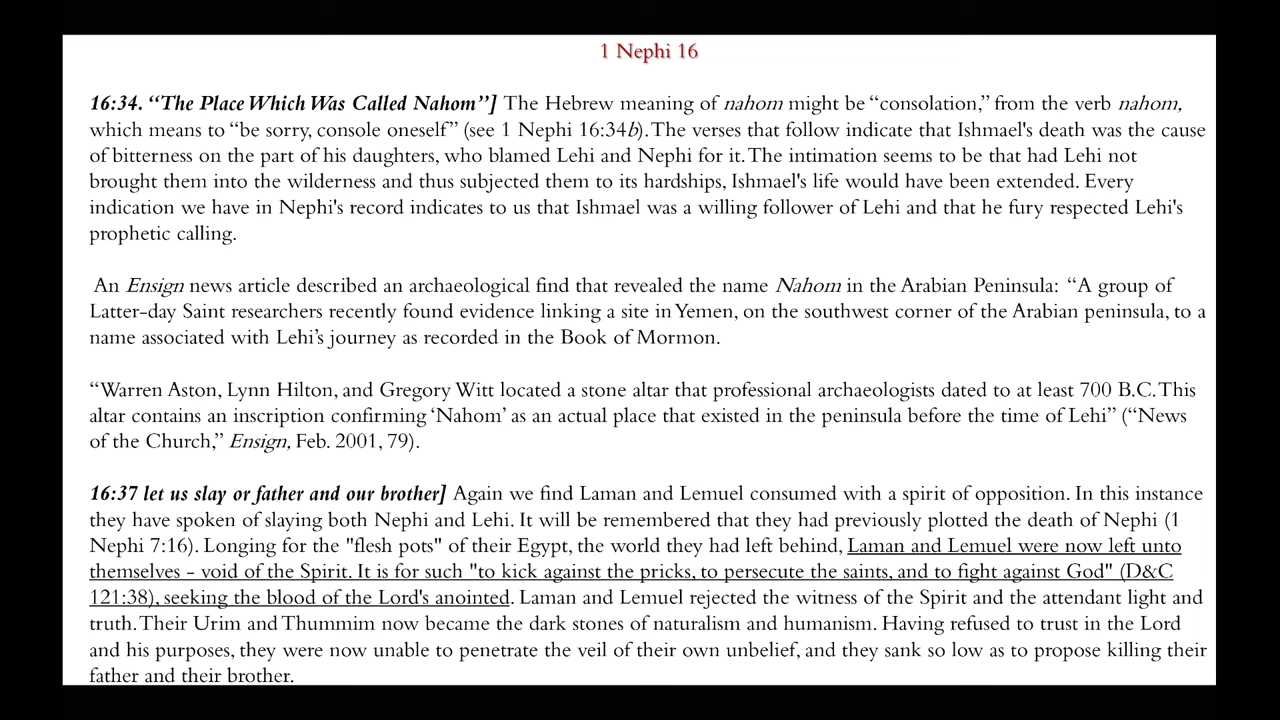 1 Nephi 16
16:34. “The Place Which Was Called Nahom”] The Hebrew meaning of nahom might be “consolation,” from the verb nahom,
which means to “be sorry, console oneself” (see 1 Nephi 16:34b). The verses that follow indicate that Ishmael's death was the cause
of bitterness on the part of his daughters, who blamed Lehi and Nephi for it. The intimation seems to be that had Lehi not
brought them into the wilderness and thus subjected them to its hardships, Ishmael's life would have been extended. Every
indication we have in Nephi's record indicates to us that Ishmael was a willing follower of Lehi and that he fury respected Lehi's
prophetic calling.
An Ensign news article described an archaeological find that revealed the name Nahom in the Arabian Peninsula: “A group of
Latter-day Saint researchers recently found evidence linking a site in Yemen, on the southwest corner of the Arabian peninsula, to a
name associated with Lehi’s journey as recorded in the Book of Mormon.
“Warren Aston, Lynn Hilton, and Gregory Witt located a stone altar that professional archaeologists dated to at least 700 B.C. This
altar contains an inscription confirming ‘Nahom’ as an actual place that existed in the peninsula before the time of Lehi” (“News
of the Church,” Ensign, Feb. 2001, 79).
16:37 let us slay or father and our brother] Again we find Laman and Lemuel consumed with a spirit of opposition. In this instance
they have spoken of slaying both Nephi and Lehi. It will be remembered that they had previously plotted the death of Nephi (1
Nephi 7:16). Longing for the "flesh pots" of their Egypt, the world they had left behind, Laman and Lemuel were now left unto
themselves - void of the Spirit. It is for such "to kick against the pricks, to persecute the saints, and to fight against God" (D&C
121:38), seeking the blood of the Lord's anointed. Laman and Lemuel rejected the witness of the Spirit and the attendant light and
truth. Their Urim and Thummim now became the dark stones of naturalism and humanism. Having refused to trust in the Lord
and his purposes, they were now unable to penetrate the veil of their own unbelief, and they sank so low as to propose killing their
father and their brother.